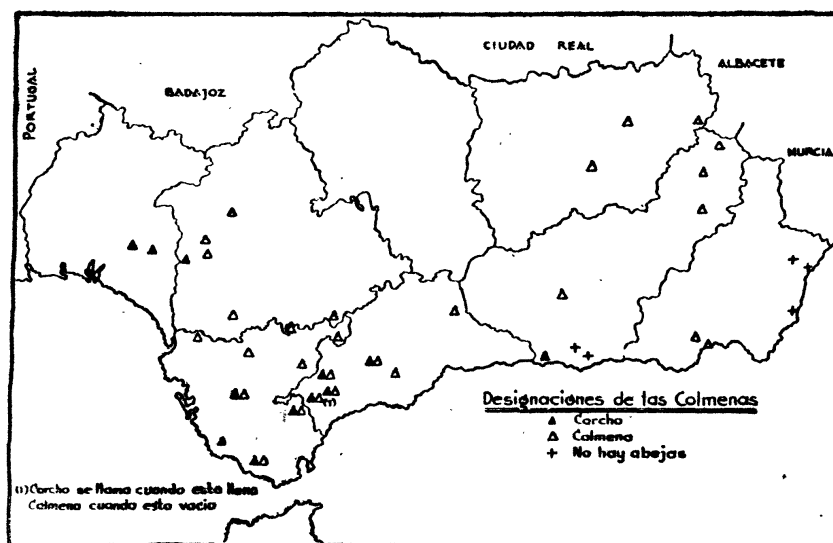 CIUDAD REAL
ALBACETE
BADAJOZ
PORTUGAL
MURCIA
Designaciones de las Colmenas
Corcho
Colmena
No hay abejas
(1) Corcho se llama cuando esta llena
Colmena cuando esta vacia